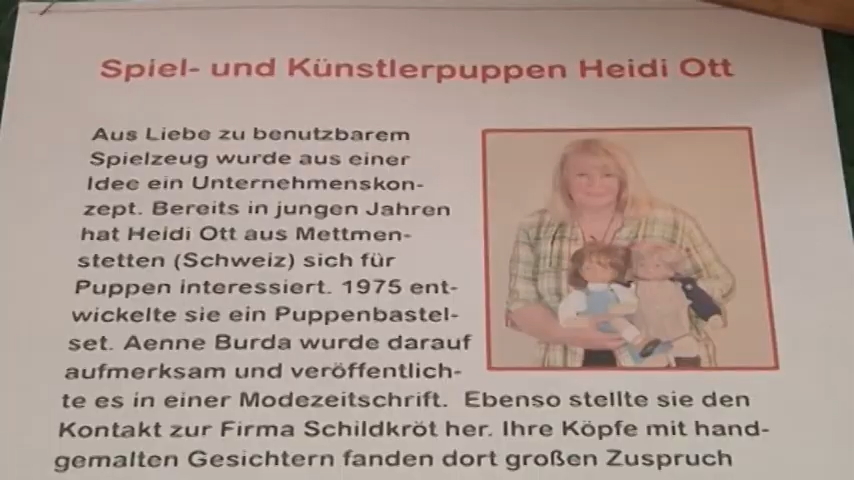 Spiel- und Künstlerpuppen Heidi Ott
Aus Liebe zu benutzbarem
Spielzeug wurde aus einer
Idee ein Unternehmenskon-
zept. Bereits in jungen Jahren
hat Heidi Ott aus Mettmen-
stetten (Schweiz) sich für
Puppen interessiert. 1975 ent-
wickelte sie ein Puppenbastel-
set. Aenne Burda wurde darauf
aufmerksam und veröffentlich-
te es in einer Modezeitschrift. Ebenso stellte sie den
Kontakt zur Firma Schildkröt her. Ihre Köpfe mit hand-
gemalten Gesichtern fanden dort großen Zuspruch